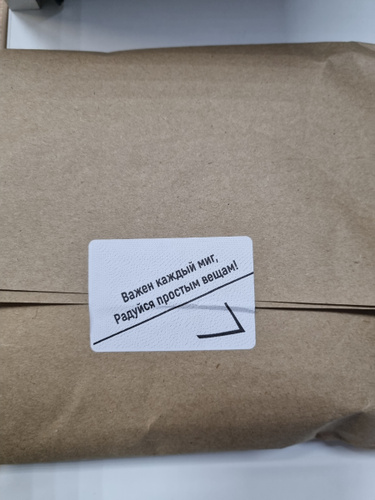 Важен каждый миг,
Радуйся простым вещам!